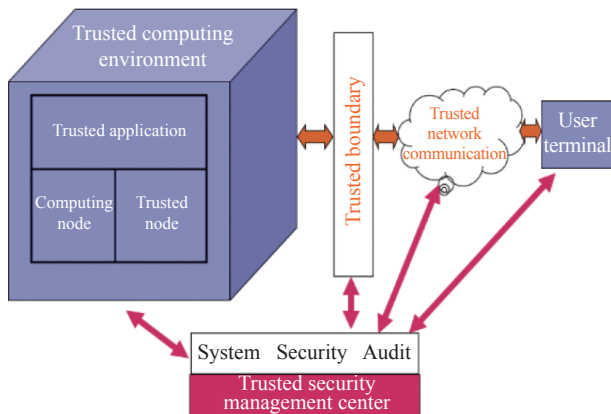 Trusted computing
environment
Trusted application
Computing
node
Trusted
node
Trusted boundary
Trusted
network
communication
User
terminal
System Security Audit
Trusted security
management center